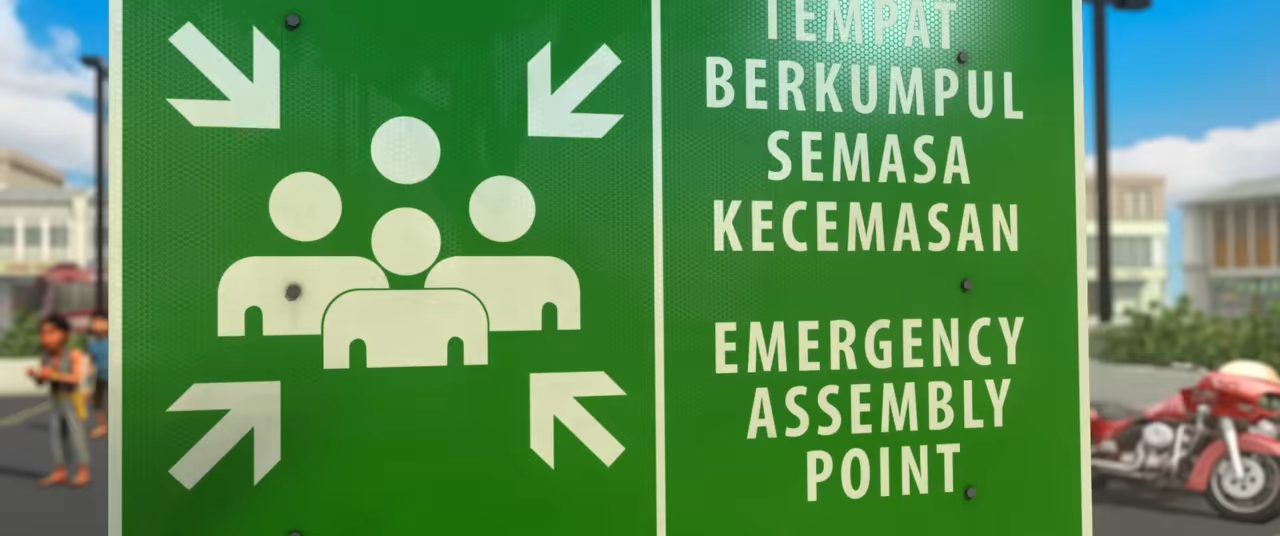 TEMPAT
BERKUMPUL
SEMASA
KECEMASAN
EMERGENCY
ASSEMBLY
POINT